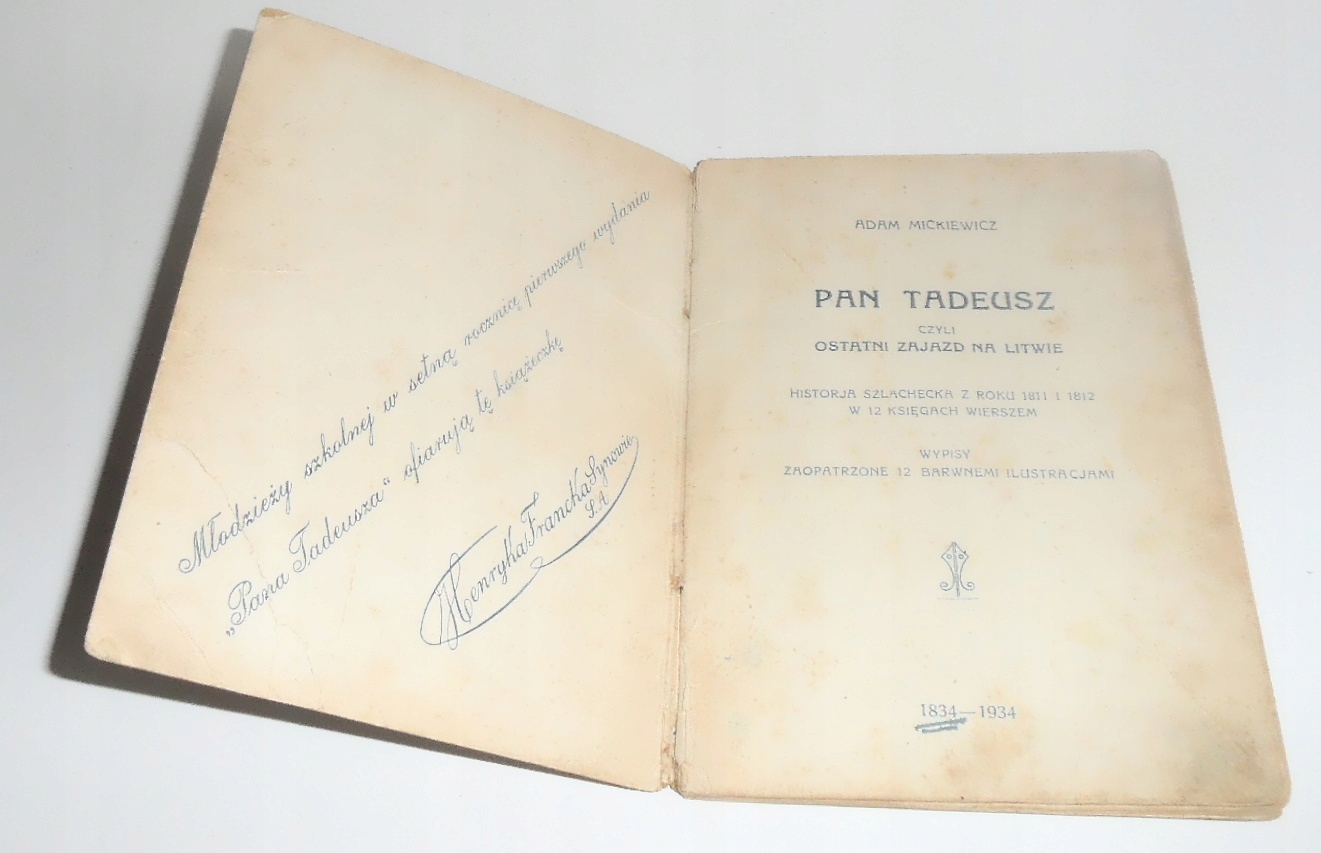 Młodzieży szkolnej w setną rocznicę pierwszego wydania
„Pana Tadeusza“ ofiarują tę książeczkę
Henryka Francka Synowie
S.A
ADAM MICKIEWICZ
PAN TADEUSZ
CZYLI
OSTATNI ZAJAZD NA LITWIE
HISTORJA SZLACHECKA Z ROKU 1811 I 1812
W 12 KSIĘGACH WIERSZEM
WYPISY
ZAOPATRZONE 12 BARWNEMI ILUSTRACJAMI
1834—1934